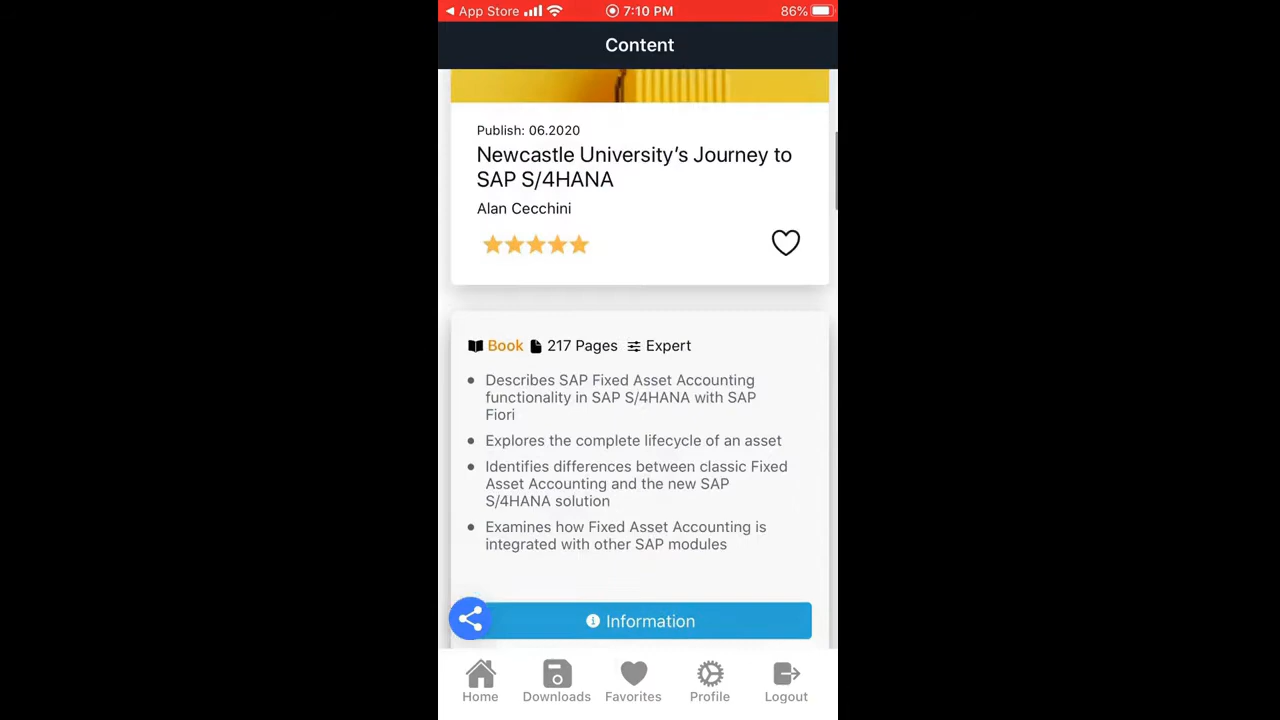 App Store 7:10 PM 86%
Content
Publish: 06.2020
Newcastle University’s Journey to
SAP S/4HANA
Alan Cecchini
Book 217 Pages Expert
Describes SAP Fixed Asset Accounting
functionality in SAP S/4HANA with SAP
Fiori
Explores the complete lifecycle of an asset
Identifies differences between classic Fixed
Asset Accounting and the new SAP
S/4HANA solution
Examines how Fixed Asset Accounting is
integrated with other SAP modules
Information
Home Downloads Favorites Profile Logout